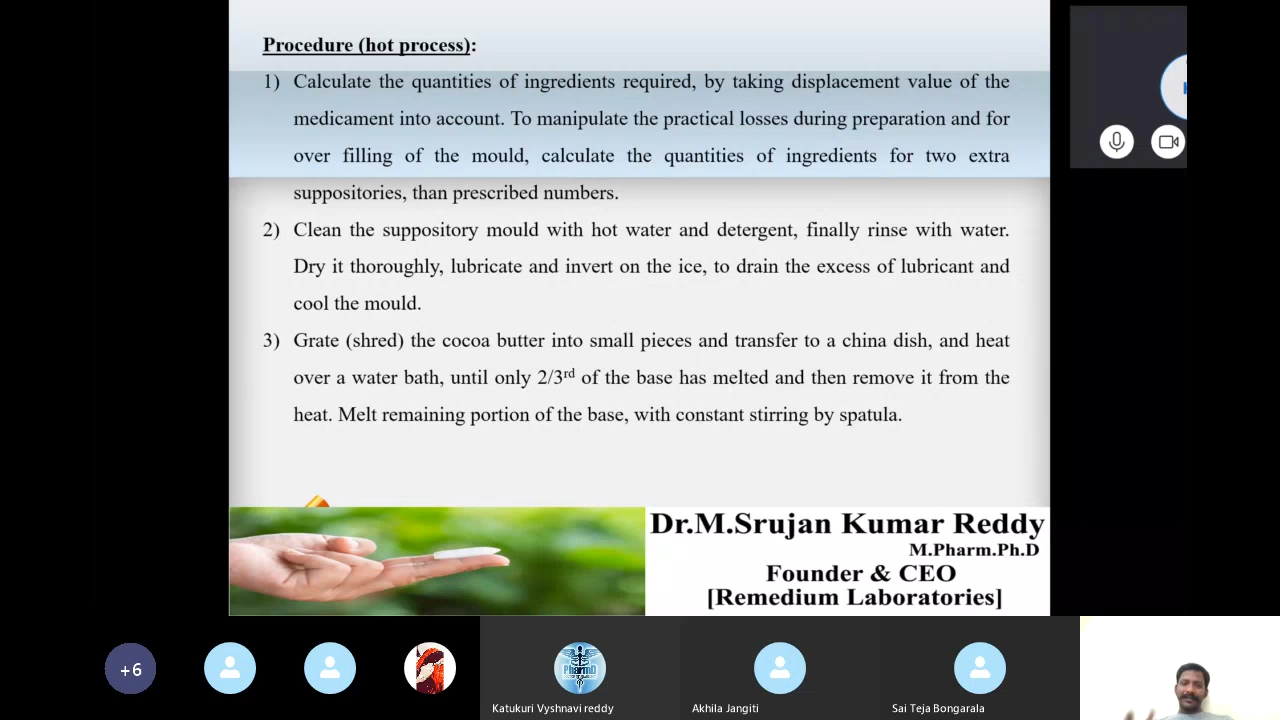 Procedure (hot process):
1) Calculate the quantities of ingredients required, by taking displacement value of the
medicament into account. To manipulate the practical losses during preparation and for
over filling of the mould, calculate the quantities of ingredients for two extra
suppositories, than prescribed numbers.
2) Clean the suppository mould with hot water and detergent, finally rinse with water.
Dry it thoroughly, lubricate and invert on the ice, to drain the excess of lubricant and
cool the mould.
3) Grate (shred) the cocoa butter into small pieces and transfer to a china dish, and heat
over a water bath, until only 2/3rd of the base has melted and then remove it from the
heat. Melt remaining portion of the base, with constant stirring by spatula.
Dr.M.Srujan Kumar Reddy
M.Pharm.Ph.D
Founder & CEO
[Remedium Laboratories]
+6
PharmD
Katukuri Vyshnavi reddy
Akhila Jangiti
Sai Teja Bongarala